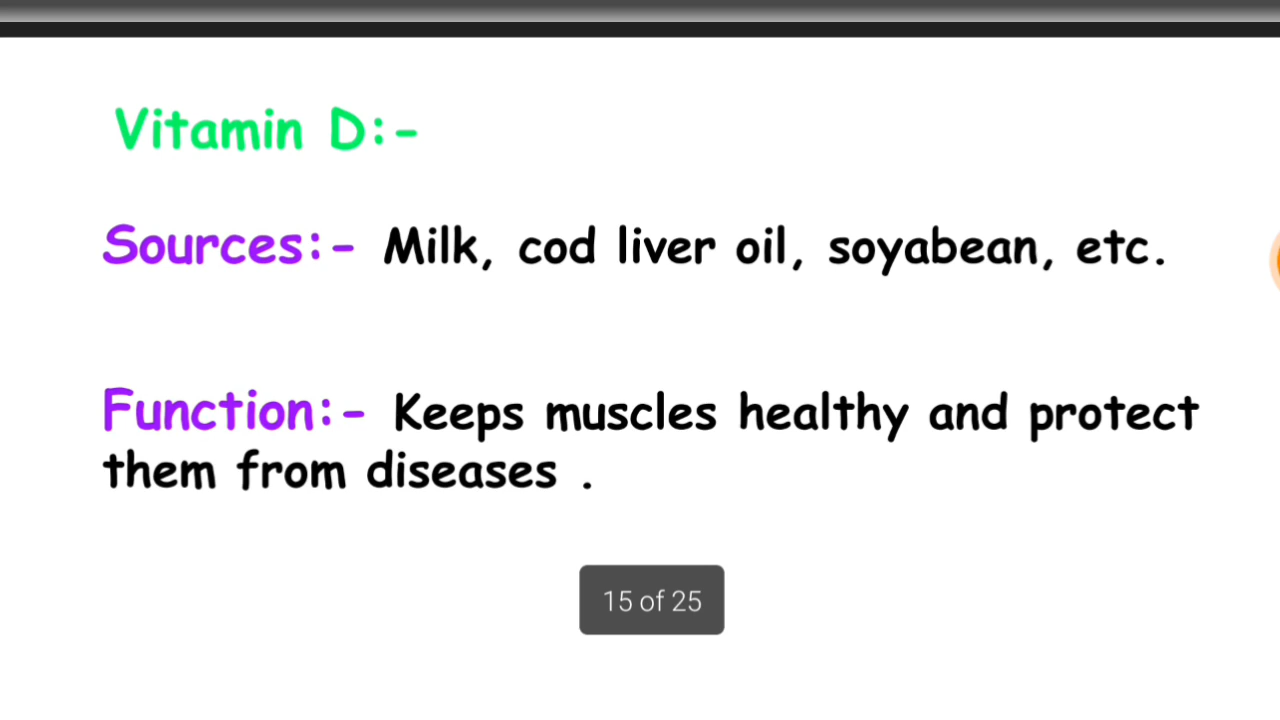 Vitamin D:-
Sources:- Milk, cod liver oil, soyabean, etc.
Function:- Keeps muscles healthy and protect
them from diseases .
15 of 25